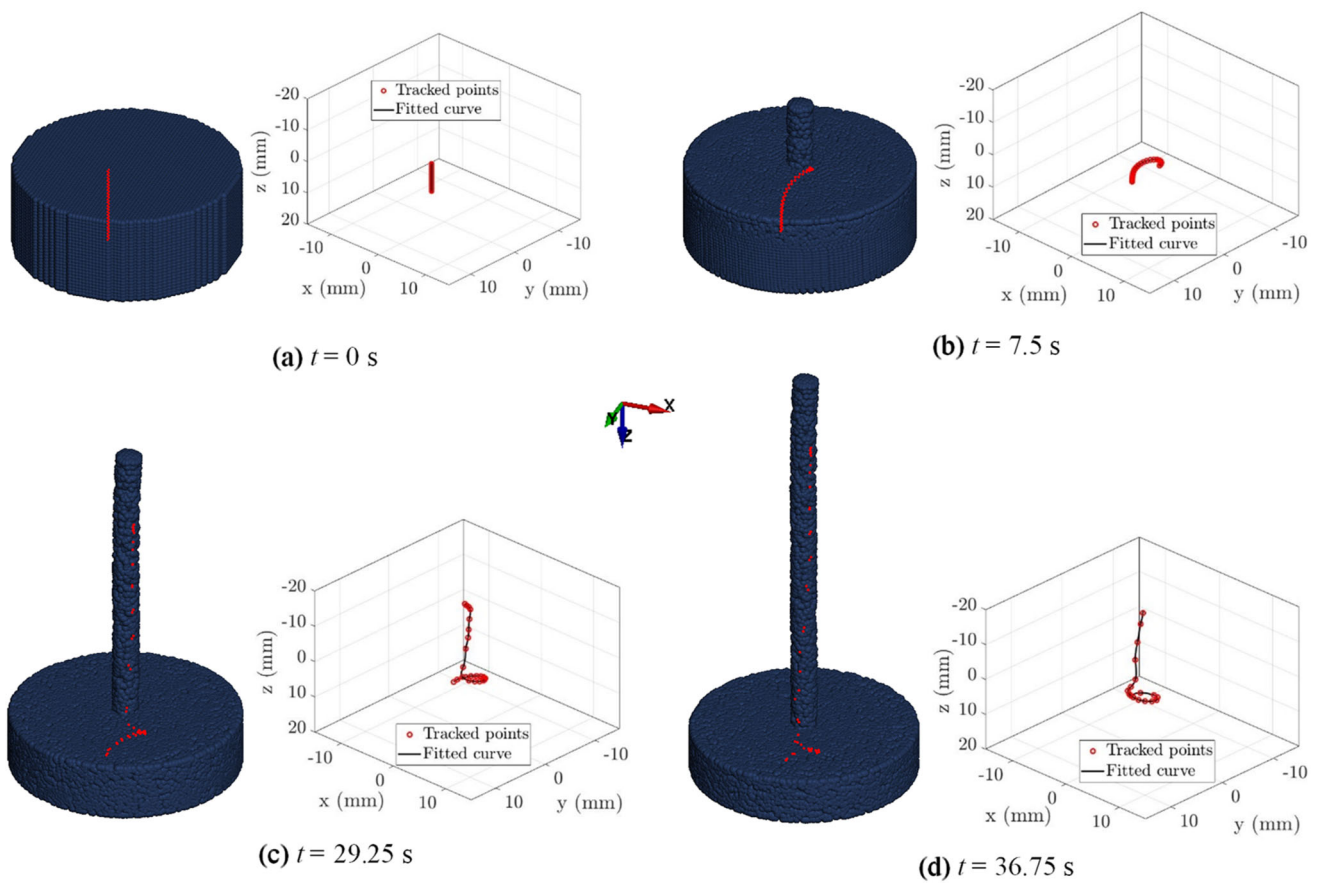 Tracked points
Fitted curve
-20
-10
0
10
20
z (mm)
-10
0
10
x (mm)
10
0
-10
y (mm)
(a) t = 0 s
Tracked points
Fitted curve
-20
-10
0
10
20
z (mm)
-10
0
10
x (mm)
10
0
-10
y (mm)
(b) t = 7.5 s
X
Y
Z
Tracked points
Fitted curve
-20
-10
0
10
20
z (mm)
-10
0
10
x (mm)
10
0
-10
y (mm)
(c) t = 29.25 s
Tracked points
Fitted curve
-20
-10
0
10
20
z (mm)
-10
0
10
x (mm)
10
0
-10
y (mm)
(d) t = 36.75 s